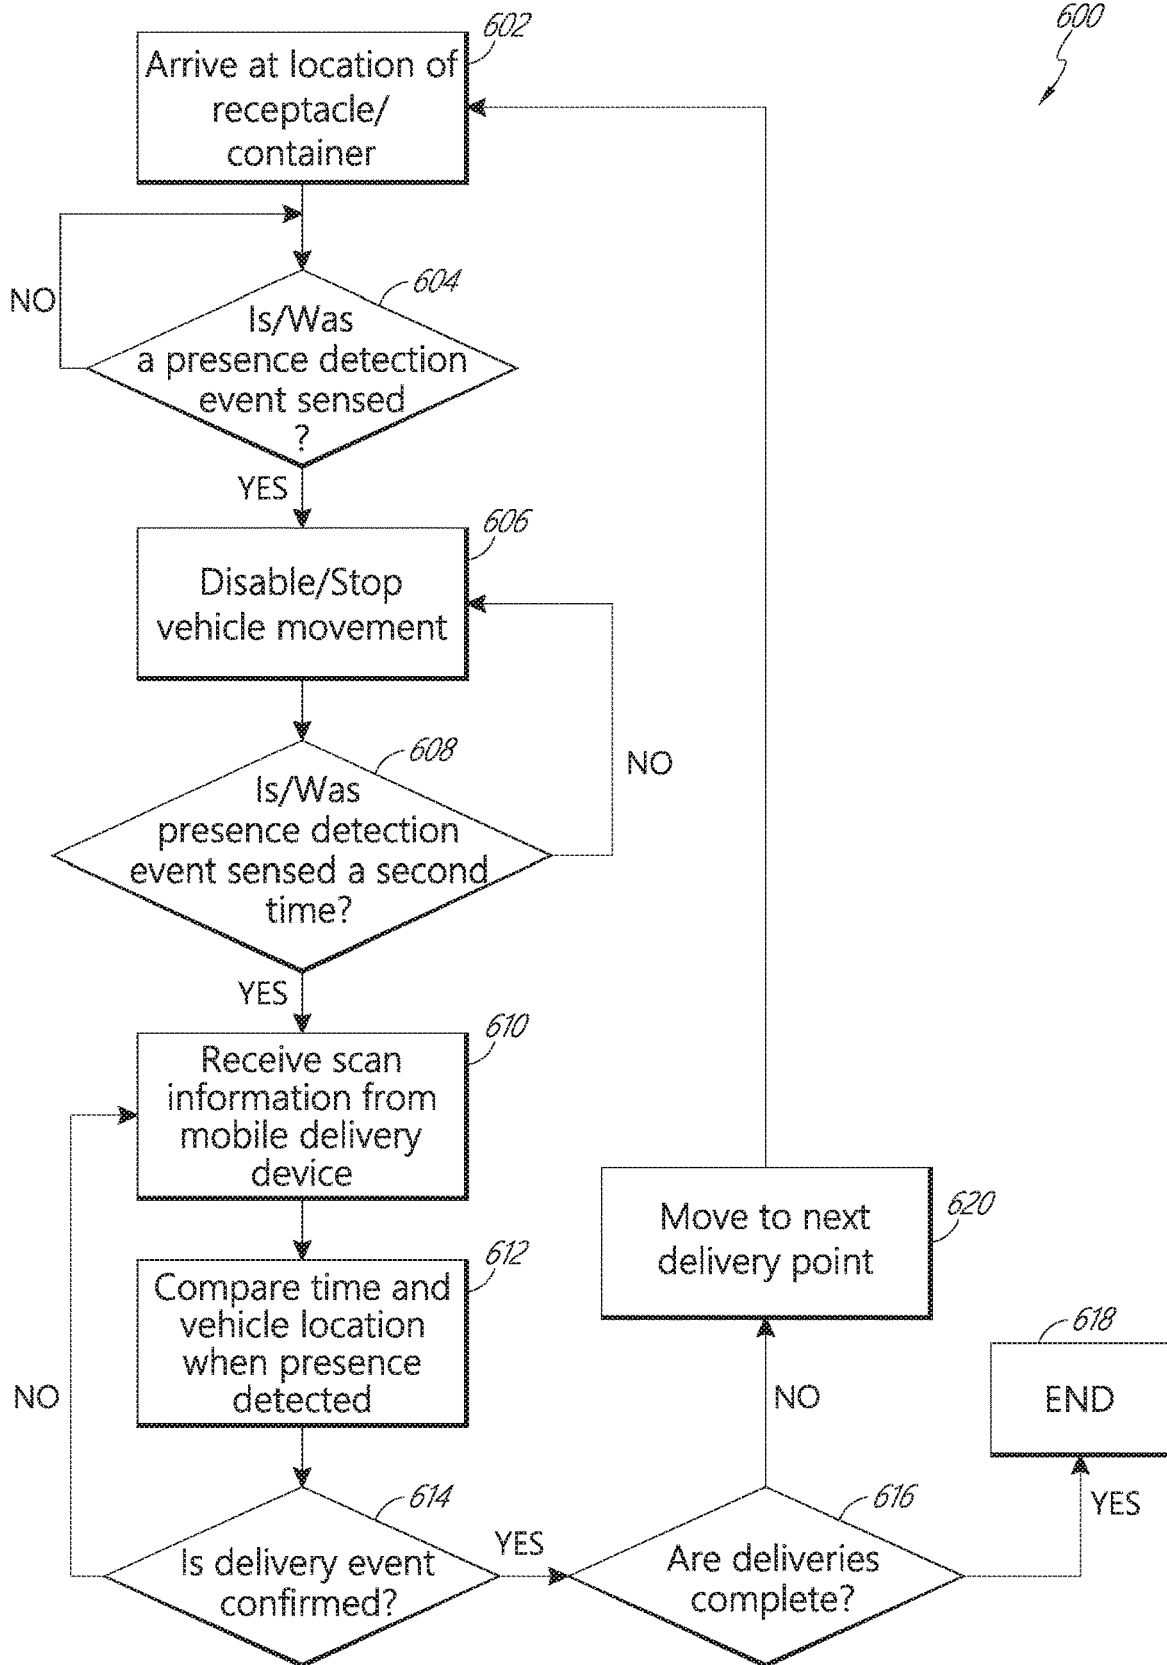 600
602
Arrive at location of
receptacle/
container
NO
604
Is/Was
a presence detection
event sensed
?
YES
606
Disable/Stop
vehicle movement
NO
608
Is/Was
presence detection
event sensed a second
time?
YES
610
Receive scan
information from
mobile delivery
device
612
Compare time and
vehicle location
when presence
detected
NO
614
Is delivery event
confirmed?
YES
616
Are deliveries
complete?
NO
620
Move to next
delivery point
YES
618
END